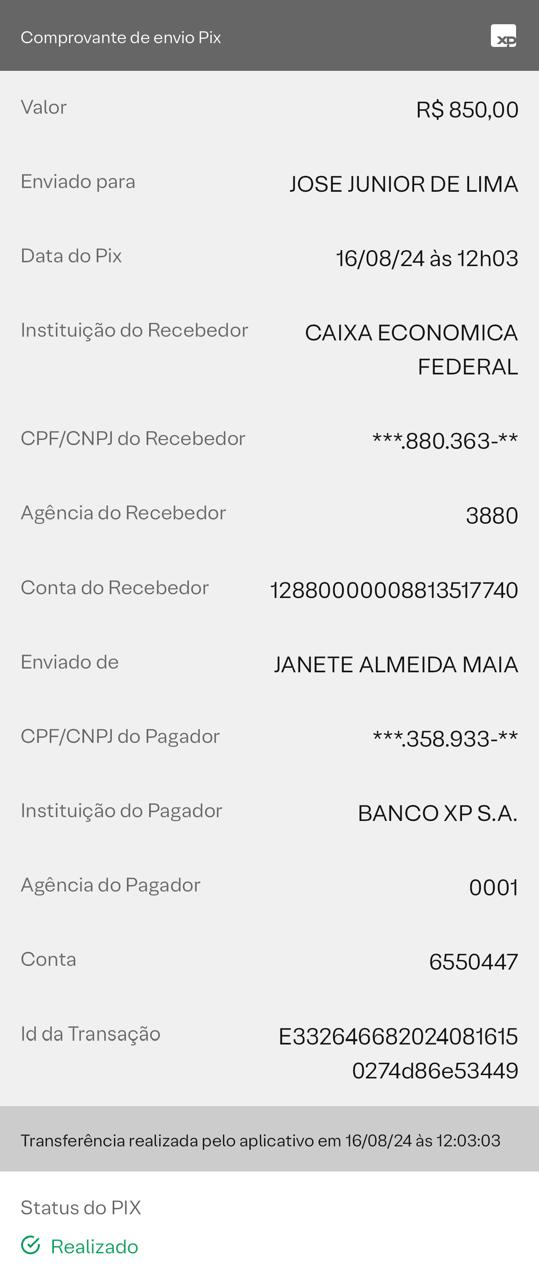 Comprovante de envio Pix
XP
Valor
R$ 850,00
Enviado para
JOSE JUNIOR DE LIMA
Data do Pix
16/08/24 às 12h03
Instituição do Recebedor
CAIXA ECONOMICA
FEDERAL
CPF/CNPJ do Recebedor
***.880.363-**
Agência do Recebedor
3880
Conta do Recebedor
12880000008813517740
Enviado de
JANETE ALMEIDA MAIA
CPF/CNPJ do Pagador
***.358.933-**
Instituição do Pagador
BANCO XP S.A.
Agência do Pagador
0001
Conta
6550447
Id da Transação
E332646682024081615
0274d86e53449
Transferência realizada pelo aplicativo em 16/08/24 às 12:03:03
Status do PIX
Realizado